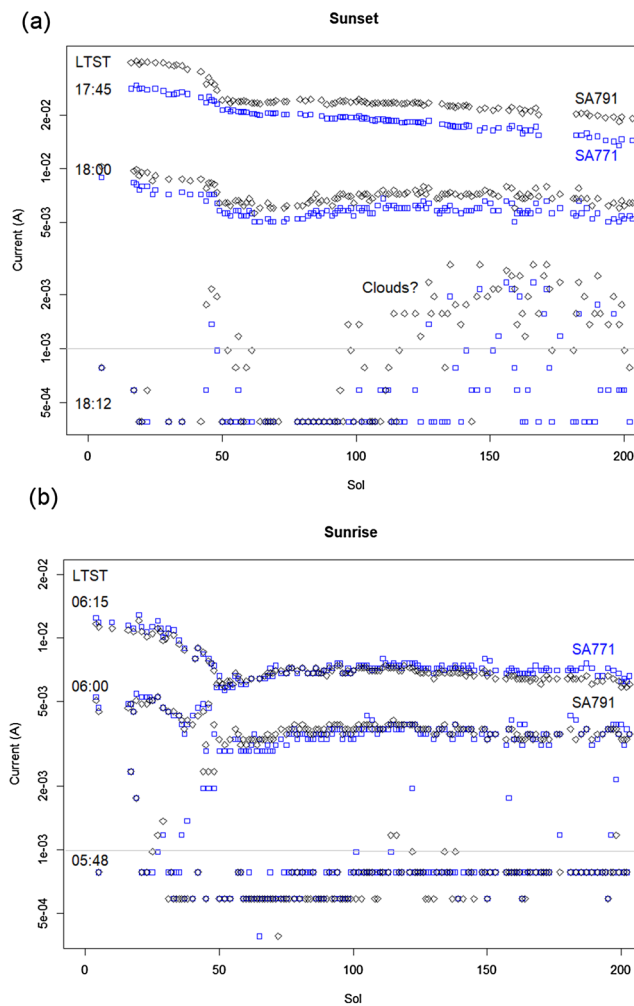 (a)
Sunset
LTST
17:45
18:00
18:12
SA791
SA771
Clouds?
Current (A)
2e-02
1e-02
5e-03
2e-03
1e-03
5e-04
0
50
100
150
200
Sol
(b)
Sunrise
LTST
06:15
06:00
05:48
SA771
SA791
Current (A)
2e-02
1e-02
5e-03
2e-03
1e-03
5e-04
0
50
100
150
200
Sol